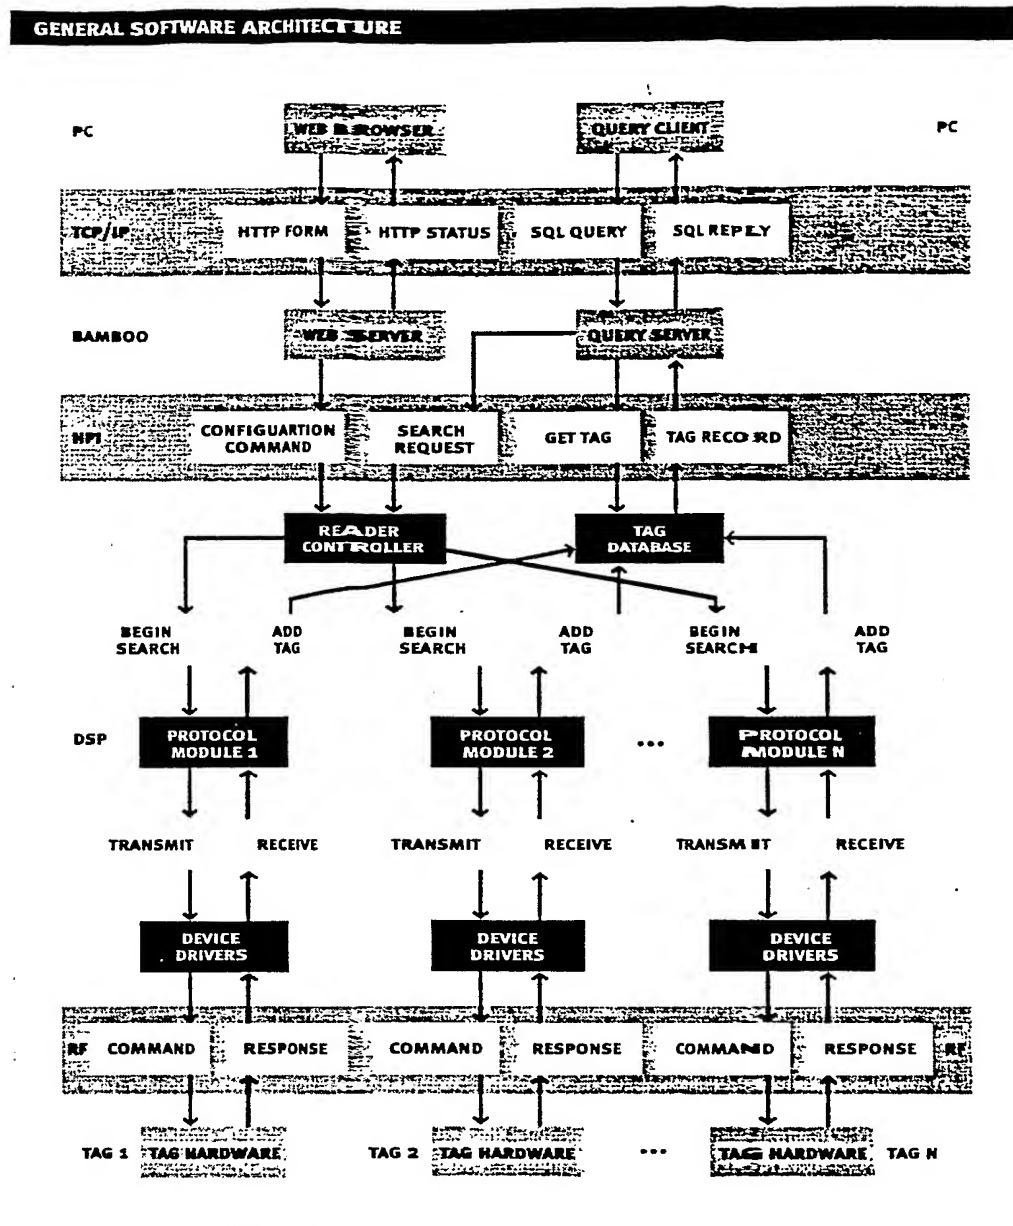 GENERAL SOFTWARE ARCHITECTURE
PC
WEB BROWSER
QUERY CLIENT
PC
TCP/IP
HTTP FORM
HTTP STATUS
SQL QUERY
SQL REPLY
BAMBOO
WEB SERVER
QUERY SERVER
HPI
CONFIGUARTION
COMMAND
SEARCH
REQUEST
GET TAG
TAG RECORD
READER
CONTROLLER
TAG
DATABASE
BEGIN
SEARCH
ADD
TAG
BEGIN
SEARCH
ADD
TAG
BEGIN
SEARCH
ADD
TAG
DSP
PROTOCOL
MODULE 1
PROTOCOL
MODULE 2
...
PROTOCOL
MODULE N
TRANSMIT
RECEIVE
TRANSMIT
RECEIVE
TRANSMIT
RECEIVE
DEVICE
DRIVERS
DEVICE
DRIVERS
DEVICE
DRIVERS
RF
COMMAND
RESPONSE
COMMAND
RESPONSE
COMMAND
RESPONSE
RF
TAG 1
TAG HARDWARE
TAG 2
TAG HARDWARE
...
TAG HARDWARE
TAG N